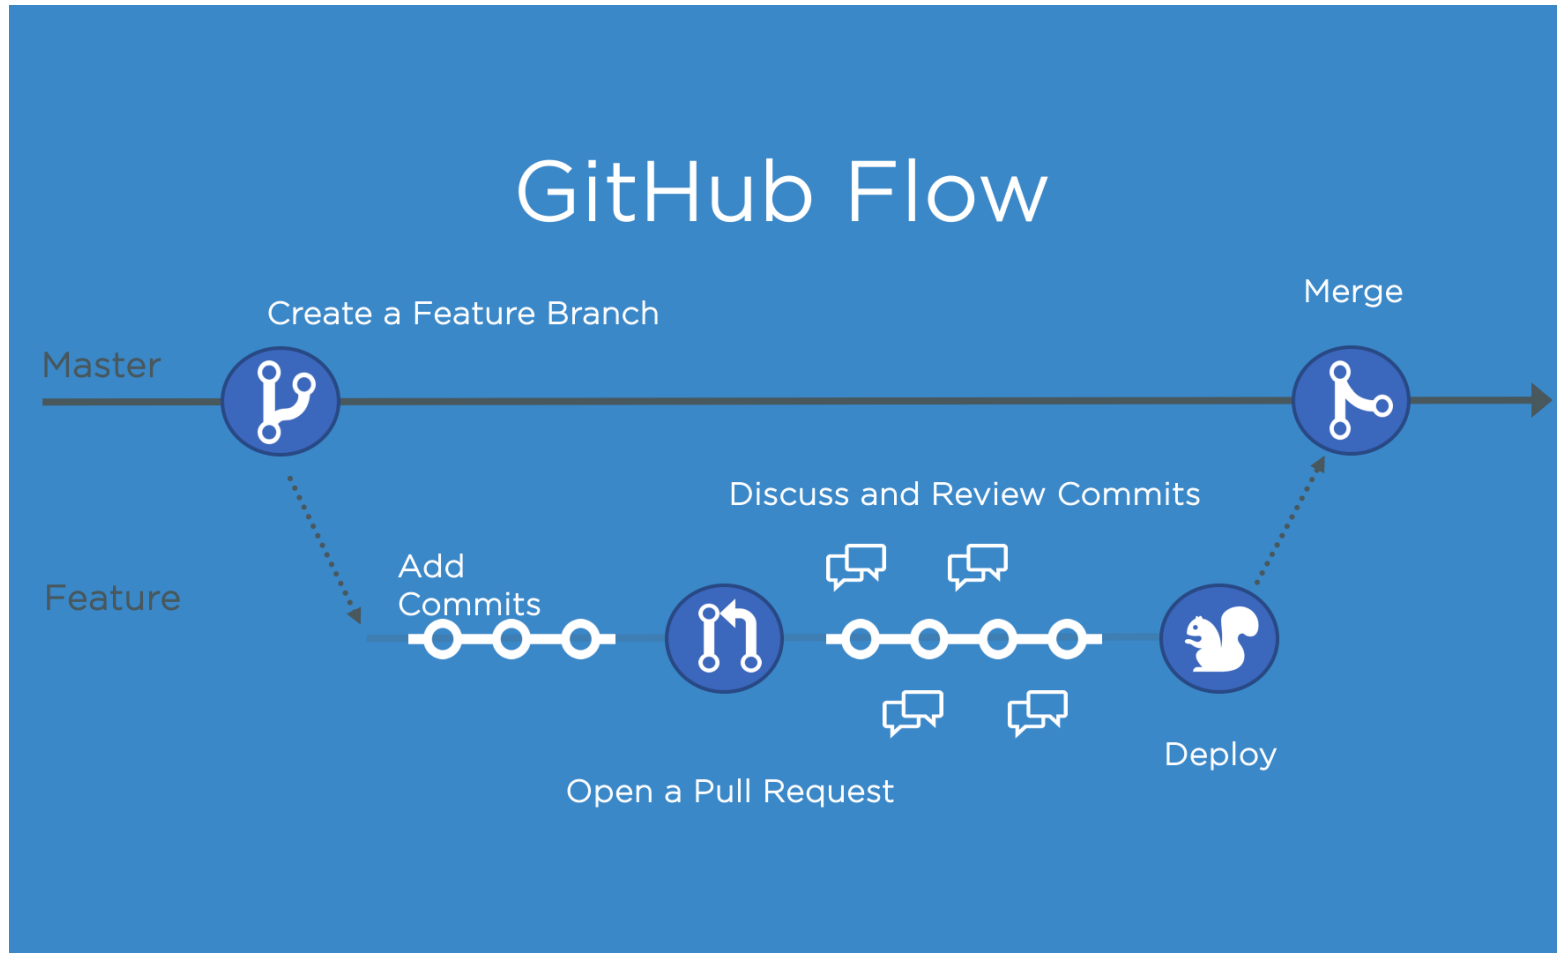 GitHub Flow
Create a Feature Branch
Merge
Master
Discuss and Review Commits
Add
Commits
Feature
Open a Pull Request
Deploy